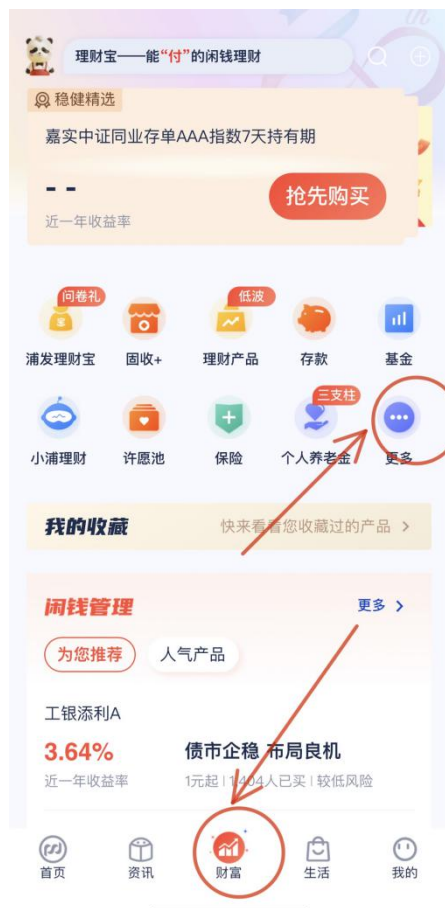 理财宝——能“付”的闲钱理财
稳健精选
嘉实中证同业存单AAA指数7天持有期
- -
抢先购买
近一年收益率
问卷礼
低波
浦发理财宝 固收+ 理财产品 存款 基金
三支柱
小浦理财 许愿池 保险 个人养老金 更多
我的收藏 快来看看您收藏过的产品 >
闲钱管理 更多 >
为您推荐 人气产品
工银添利A
3.64% 债市企稳 布局良机
近一年收益率 1元起 | 1,404人已买 | 较低风险
首页 资讯 财富 生活 我的